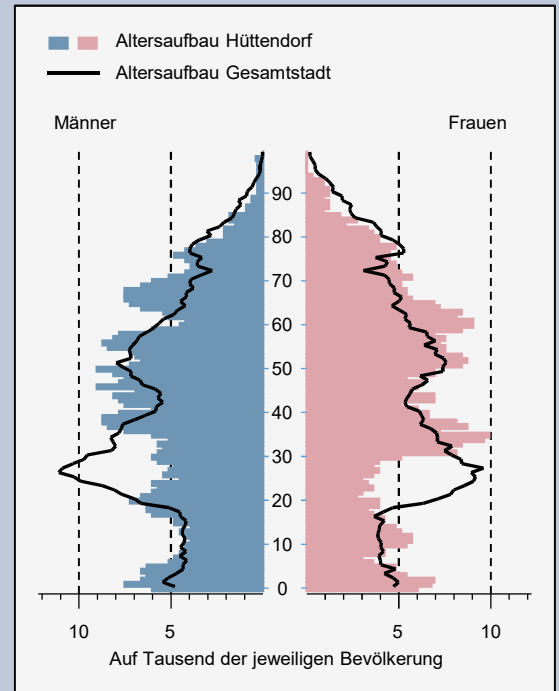 Altersaufbau Hüttendorf
Altersaufbau Gesamtstadt
Männer Frauen
90
80
70
60
50
40
30
20
10
0
10 5 5 10
Auf Tausend der jeweiligen Bevölkerung